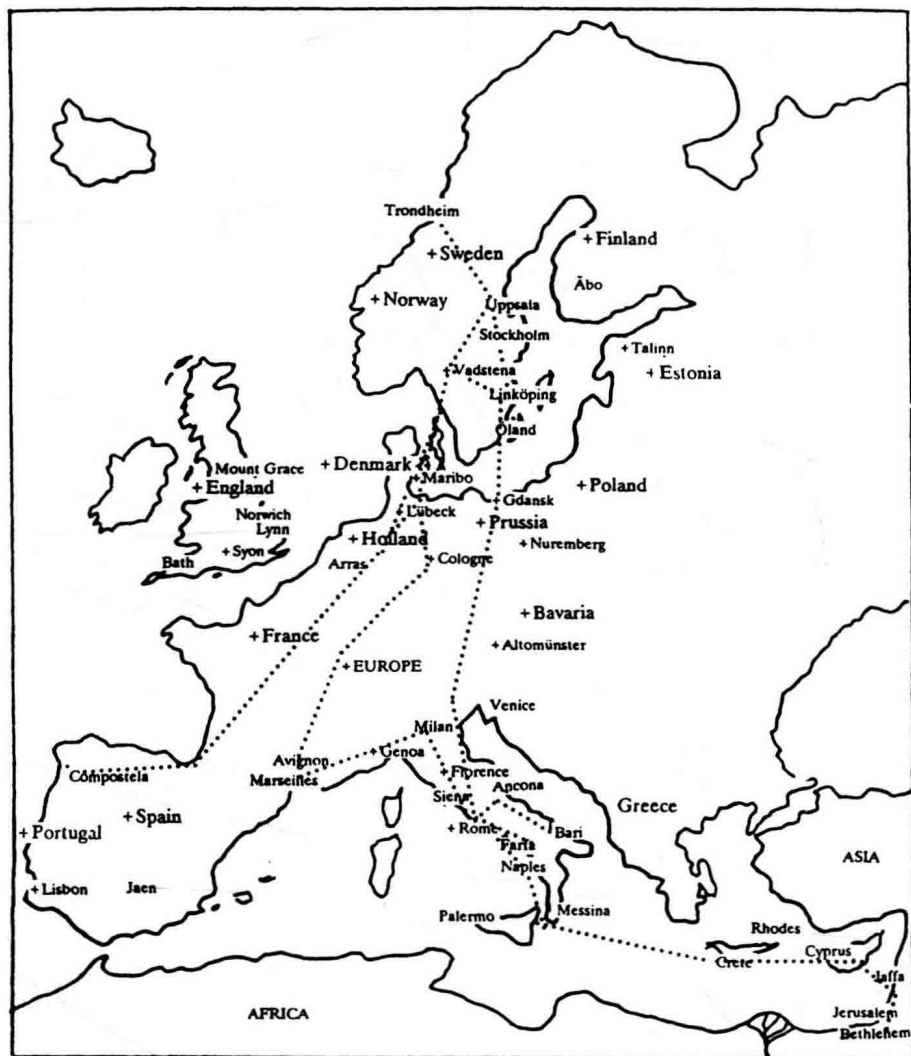 Trondheim
+ Finland
+ Sweden
Åbo
+ Norway
Uppsala
Stockholm
+ Talinn
+ Vadstena
+ Estonia
Linköping
Öland
+ Denmark
Mount Grace
+ Maribo
+ England
+ Poland
+ Gdansk
Norwich
+ Lübeck
+ Prussia
Lynn
+ Holland
+ Nuremberg
+ Syon
+ Cologne
Bath
Arras
+ Bavaria
+ France
+ Altomünster
+ EUROPE
Venice
Milan
Genoa
Avignon
+ Florence
Compostela
Marseilles
Ancona
Siena
Greece
+ Spain
+ Portugal
+ Rome
Bari
Farfa
ASIA
Naples
+ Lisbon
Jaen
Messina
Palermo
Rhodes
Cyprus
Crete
Jaffa
AFRICA
Jerusalem
Bethlehem